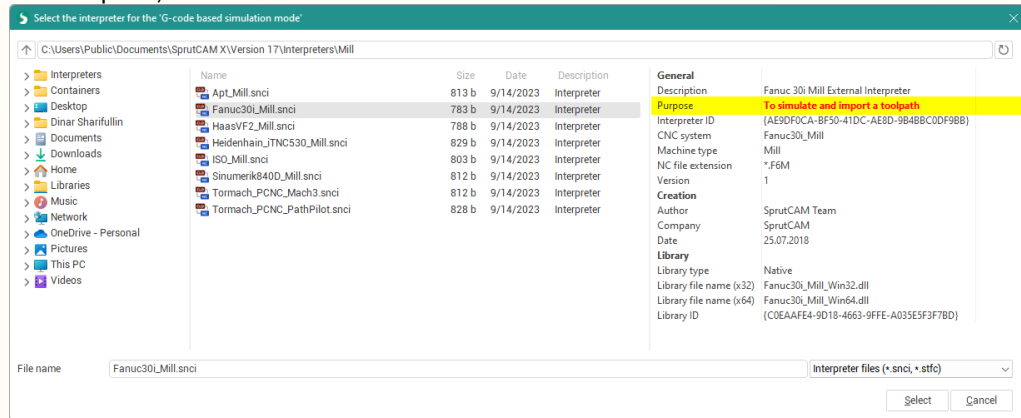 Select the interpreter for the 'G-code based simulation mode'
C:\Users\Public\Documents\SprutCAM X\Version 17\Interpreters\Mill
Interpreters
Containers
Desktop
Dinar Sharifullin
Documents
Downloads
Home
Libraries
Music
Network
OneDrive - Personal
Pictures
This PC
Videos
Name Size Date Description
Apt_Mill.snci 813 b 9/14/2023 Interpreter
Fanuc30i_Mill.snci 783 b 9/14/2023 Interpreter
HaasVF2_Mill.snci 788 b 9/14/2023 Interpreter
Heidenhain_iTNC530_Mill.snci 829 b 9/14/2023 Interpreter
ISO_Mill.snci 803 b 9/14/2023 Interpreter
Sinumerik840D_Mill.snci 812 b 9/14/2023 Interpreter
Tormach_PCNC_Mach3.snci 812 b 9/14/2023 Interpreter
Tormach_PCNC_PathPilot.snci 828 b 9/14/2023 Interpreter
General
Description Fanuc 30i Mill External Interpreter
Purpose To simulate and import a toolpath
Interpreter ID {AE9DF0CA-BF50-41DC-AE8D-9B4BBC0DF9BB}
CNC system Fanuc30i_Mill
Machine type Mill
NC file extension *.F6M
Version 1
Creation
Author SprutCAM Team
Company SprutCAM
Date 25.07.2018
Library
Library type Native
Library file name (x32) Fanuc30i_Mill_Win32.dll
Library file name (x64) Fanuc30i_Mill_Win64.dll
Library ID {C0EAAFE4-9D18-4663-9FFE-A035E5F3F7BD}
File name Fanuc30i_Mill.snci Interpreter files (*.snci, *.stfc)
Select Cancel